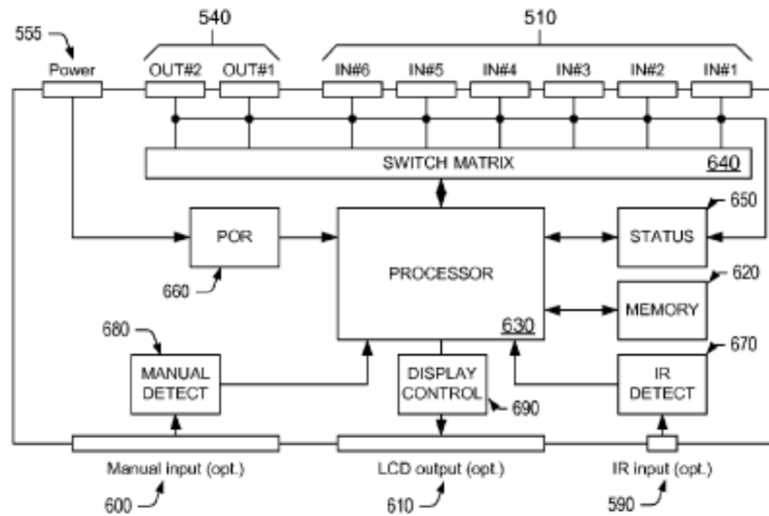 555 540 510
Power OUT#2 OUT#1 IN#6 IN#5 IN#4 IN#3 IN#2 IN#1
SWITCH MATRIX 640
650
POR STATUS
PROCESSOR
660 620
MEMORY
630
680 670
MANUAL DETECT
DISPLAY CONTROL
IR DETECT
690
Manual input (opt.) LCD output (opt.) IR input (opt.)
600 610 590